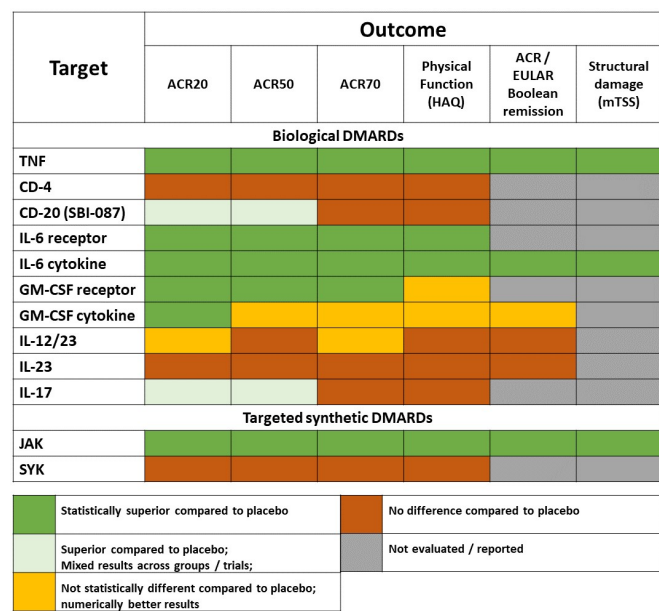 Outcome
Target
ACR20
ACR50
ACR70
Physical
Function
(HAQ)
ACR /
EULAR
Boolean
remission
Structural
damage
(mTSS)
Biological DMARDs
TNF
CD-4
CD-20 (SBI-087)
IL-6 receptor
IL-6 cytokine
GM-CSF receptor
GM-CSF cytokine
IL-12/23
IL-23
IL-17
Targeted synthetic DMARDs
JAK
SYK
Statistically superior compared to placebo
No difference compared to placebo
Superior compared to placebo;
Mixed results across groups / trials;
Not evaluated / reported
Not statistically different compared to placebo;
numerically better results